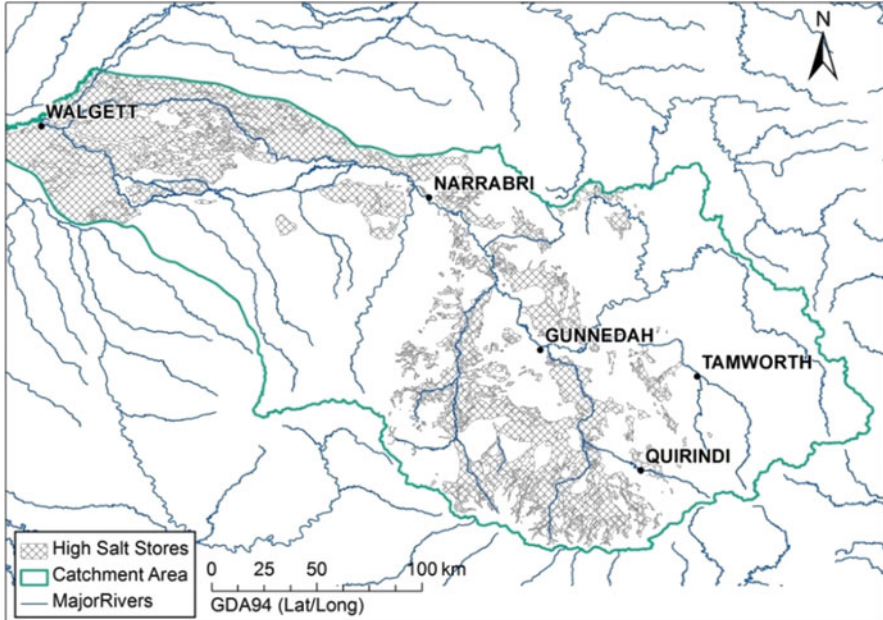 N
WALGETT
NARRABRI
GUNNEDAH
TAMWORTH
QUIRINDI
High Salt Stores
Catchment Area
MajorRivers
0 25 50 100 km
GDA94 (Lat/Long)